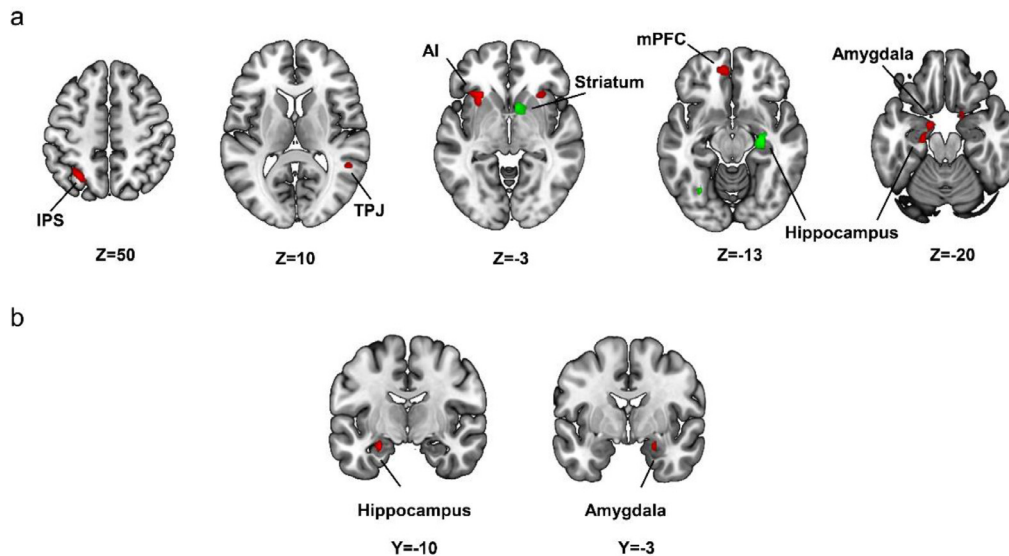 a
AI
Striatum
mPFC
Amygdala
IPS
TPJ
Hippocampus
Z=50
Z=10
Z=-3
Z=-13
Z=-20
b
Hippocampus
Amygdala
Y=-10
Y=-3